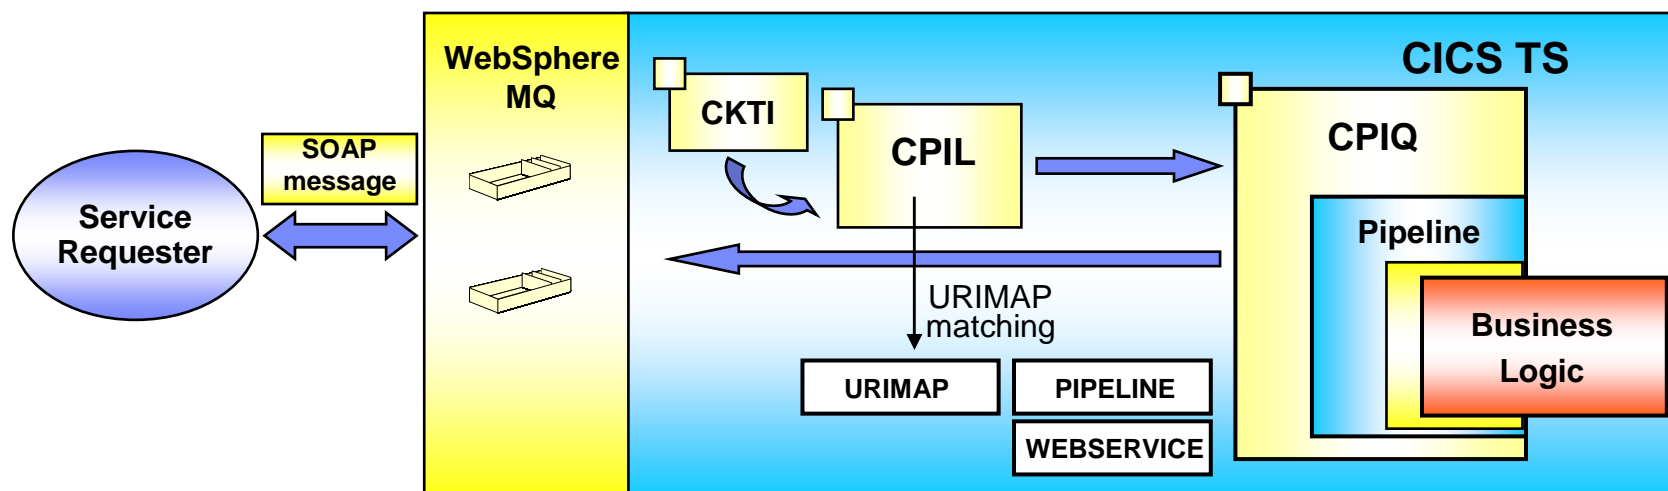 WebSphere
MQ
CICS TS
CKTI
CPIL
CPIQ
SOAP
message
Service
Requester
Pipeline
URIMAP
matching
Business
Logic
URIMAP
PIPELINE
WEBSERVICE